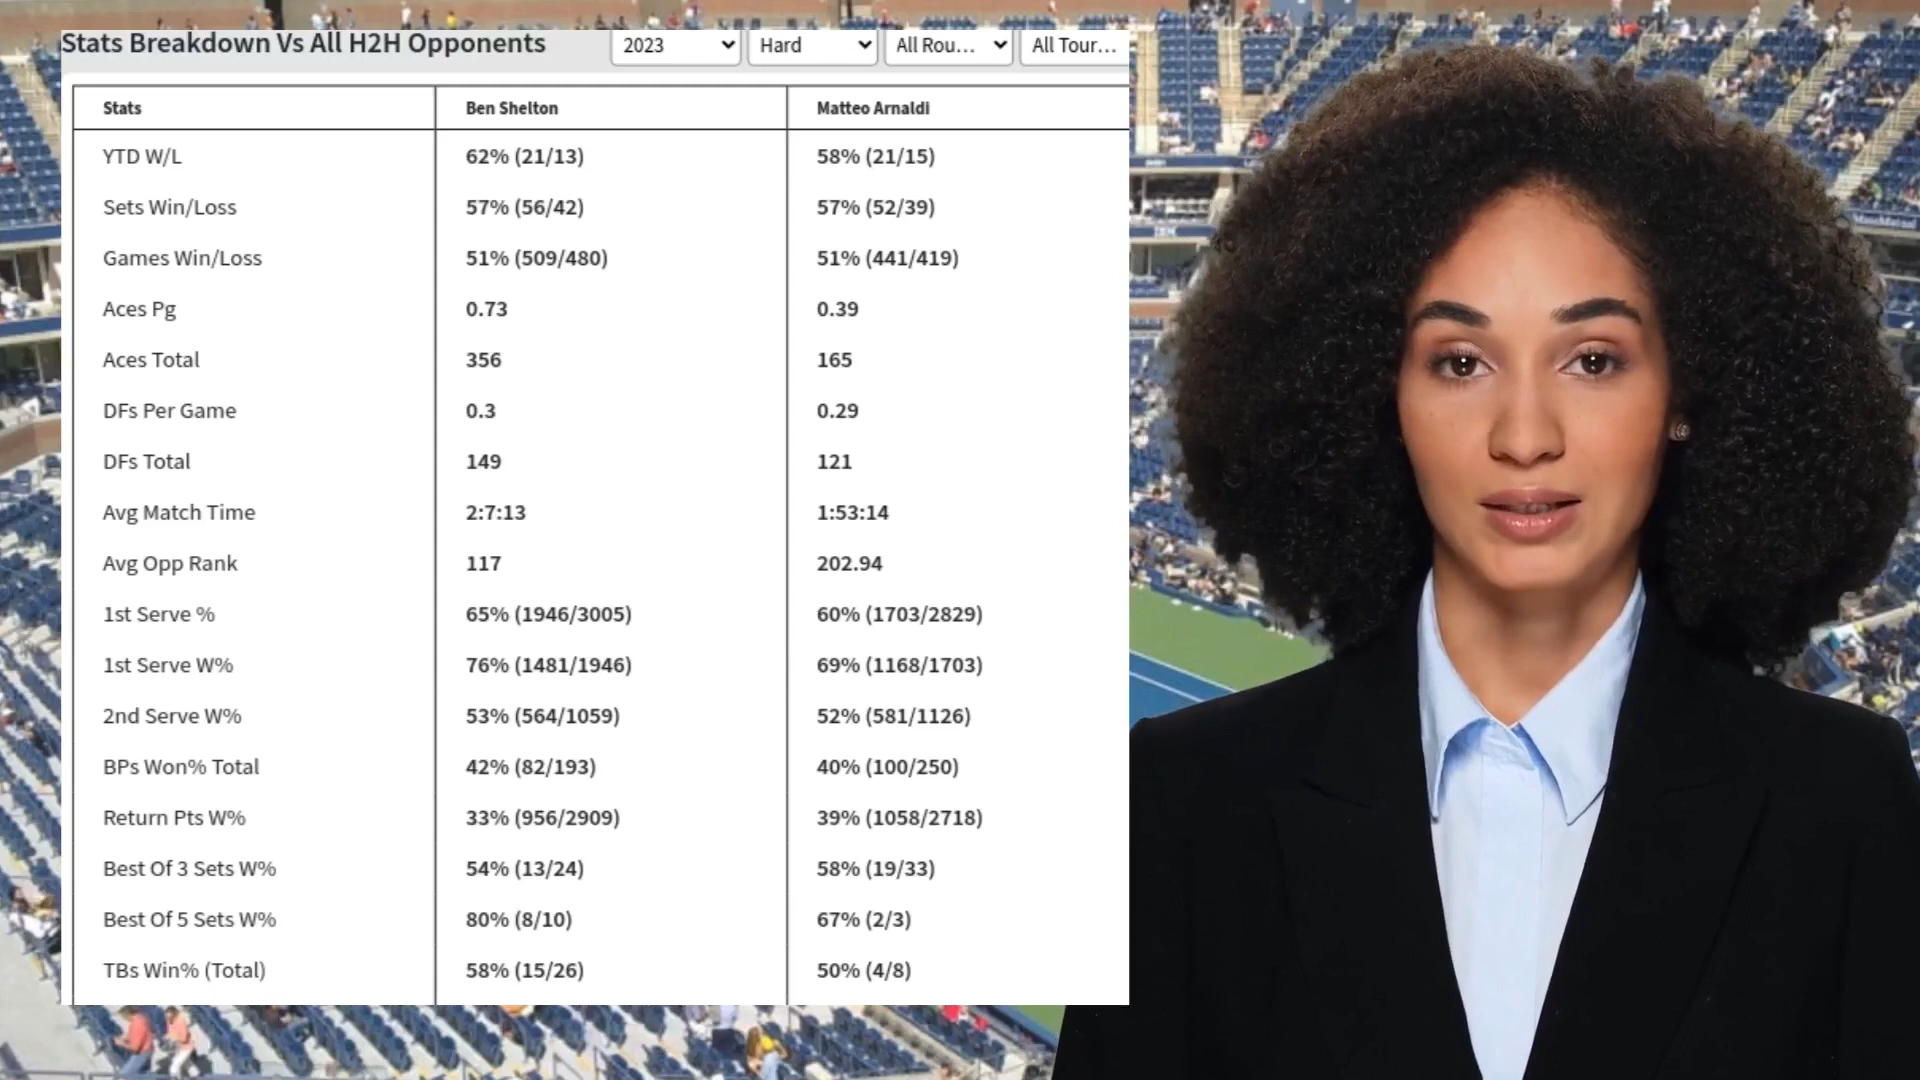 Stats Breakdown Vs All H2H Opponents 2023 Hard All Rou... All Tour...
Stats Ben Shelton Matteo Arnaldi
YTD W/L 62% (21/13) 58% (21/15)
Sets Win/Loss 57% (56/42) 57% (52/39)
Games Win/Loss 51% (509/480) 51% (441/419)
Aces Pg 0.73 0.39
Aces Total 356 165
DFs Per Game 0.3 0.29
DFs Total 149 121
Avg Match Time 2:7:13 1:53:14
Avg Opp Rank 117 202.94
1st Serve % 65% (1946/3005) 60% (1703/2829)
1st Serve W% 76% (1481/1946) 69% (1168/1703)
2nd Serve W% 53% (564/1059) 52% (581/1126)
BPs Won% Total 42% (82/193) 40% (100/250)
Return Pts W% 33% (956/2909) 39% (1058/2718)
Best Of 3 Sets W% 54% (13/24) 58% (19/33)
Best Of 5 Sets W% 80% (8/10) 67% (2/3)
TBs Win% (Total) 58% (15/26) 50% (4/8)
IBM